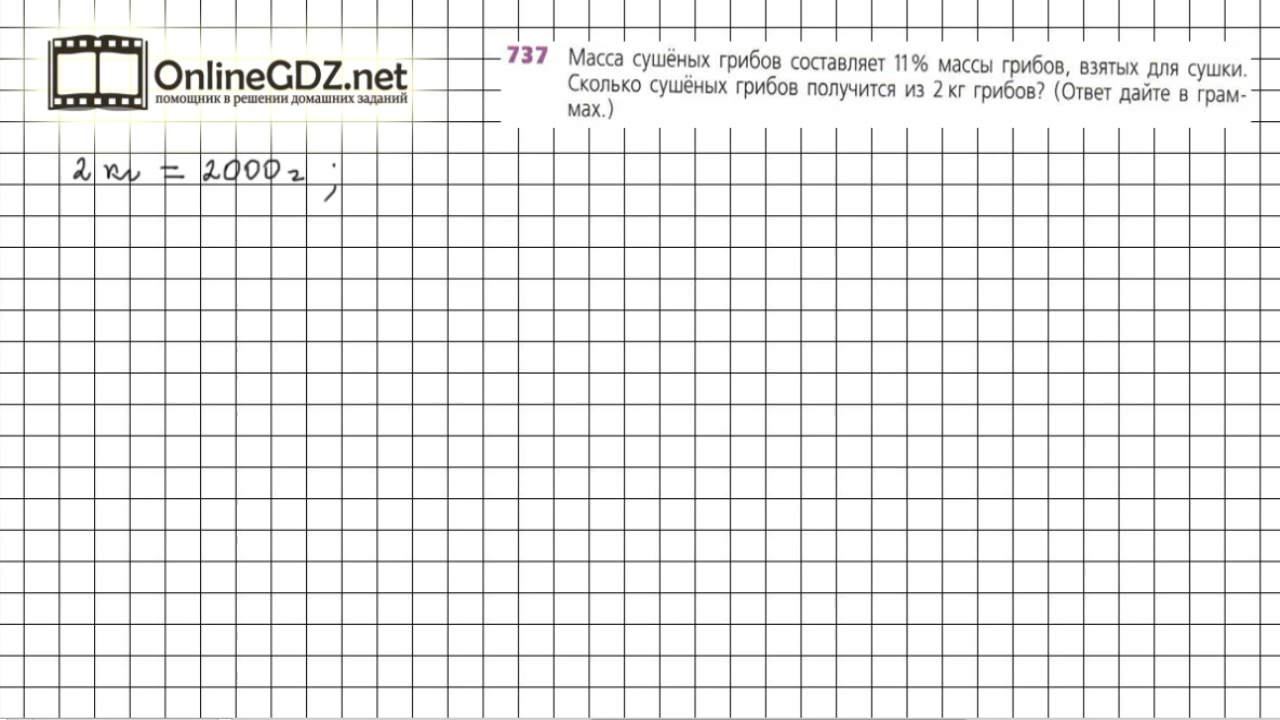 OnlineGDZ.net
помощник в решении домашних заданий
737 Масса сушёных грибов составляет 11% массы грибов, взятых для сушки.
Сколько сушёных грибов получится из 2 кг грибов? (Ответ дайте в грам-
мах.)
2 кг = 2000 г ;